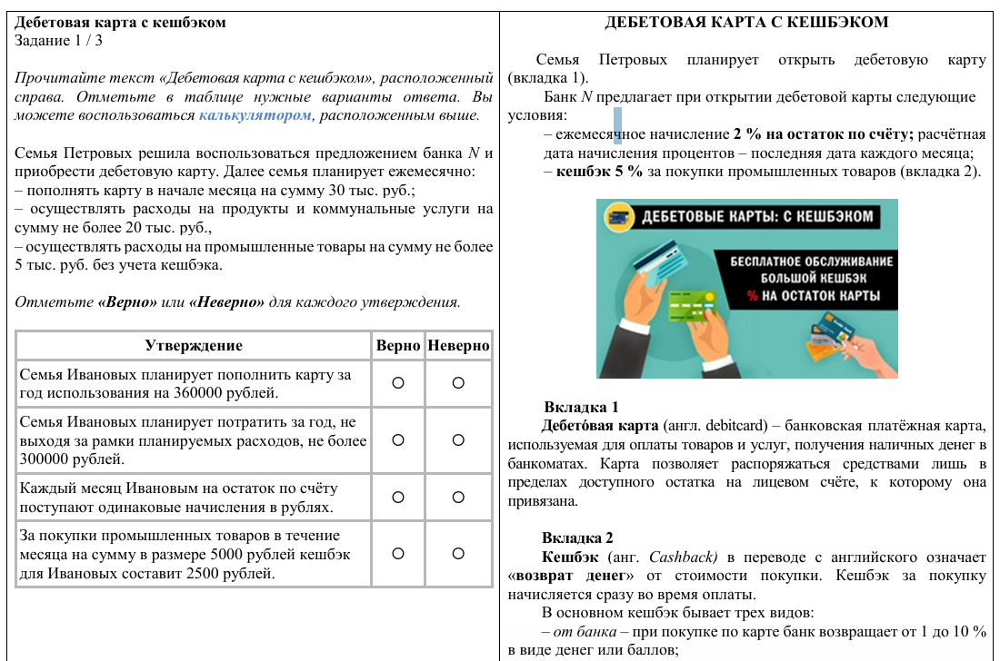 Дебетовая карта с кешбэком
Задание 1 / 3
Прочитайте текст «Дебетовая карта с кешбэком», расположенный
справа. Отметьте в таблице нужные варианты ответа. Вы
можете воспользоваться калькулятором, расположенным выше.
Семья Петровых решила воспользоваться предложением банка N и
приобрести дебетовую карту. Далее семья планирует ежемесячно:
– пополнять карту в начале месяца на сумму 30 тыс. руб.;
– осуществлять расходы на продукты и коммунальные услуги на
сумму не более 20 тыс. руб.,
– осуществлять расходы на промышленные товары на сумму не более
5 тыс. руб. без учета кешбэка.
Отметьте «Верно» или «Неверно» для каждого утверждения.
Утверждение Верно Неверно
Семья Ивановых планирует пополнить карту за
год использования на 360000 рублей.
Семья Ивановых планирует потратить за год, не
выходя за рамки планируемых расходов, не более
300000 рублей.
Каждый месяц Ивановым на остаток по счёту
поступают одинаковые начисления в рублях.
За покупки промышленных товаров в течение
месяца на сумму в размере 5000 рублей кешбэк
для Ивановых составит 2500 рублей.
ДЕБЕТОВАЯ КАРТА С КЕШБЭКОМ
Семья Петровых планирует открыть дебетовую карту
(вкладка 1).
Банк N предлагает при открытии дебетовой карты следующие
условия:
– ежемесячное начисление 2 % на остаток по счёту; расчётная
дата начисления процентов – последняя дата каждого месяца;
– кешбэк 5 % за покупки промышленных товаров (вкладка 2).
ДЕБЕТОВЫЕ КАРТЫ: С КЕШБЭКОМ
БЕСПЛАТНОЕ ОБСЛУЖИВАНИЕ
БОЛЬШОЙ КЕШБЭК
% НА ОСТАТОК КАРТЫ
Вкладка 1
Дебето́вая карта (англ. debitcard) – банковская платёжная карта,
используемая для оплаты товаров и услуг, получения наличных денег в
банкоматах. Карта позволяет распоряжаться средствами лишь в
пределах доступного остатка на лицевом счёте, к которому она
привязана.
Вкладка 2
Кешбэк (анг. Cashback) в переводе с английского означает
«возврат денег» от стоимости покупки. Кешбэк за покупку
начисляется сразу во время оплаты.
В основном кешбэк бывает трех видов:
– от банка – при покупке по карте банк возвращает от 1 до 10 %
в виде денег или баллов;